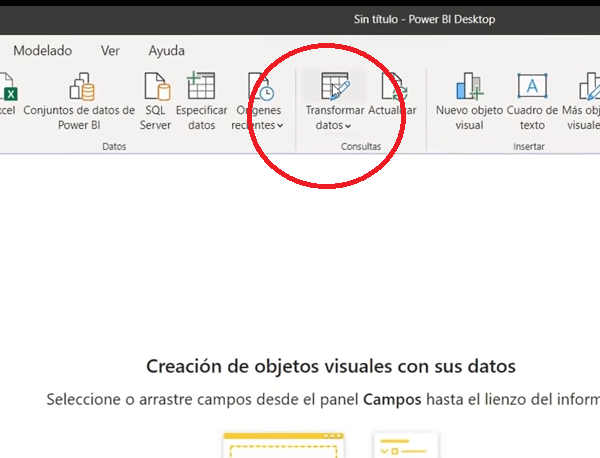 Sin título - Power BI Desktop
Modelado Ver Ayuda
xcel Conjuntos de datos de Power BI
SQL Server
Especificar datos
Orígenes recientes
Transformar datos
Actualizar
Nuevo objeto visual
Cuadro de texto
A
Más obj visuale
Datos Consultas Insertar
Creación de objetos visuales con sus datos
Seleccione o arrastre campos desde el panel Campos hasta el lienzo del inform